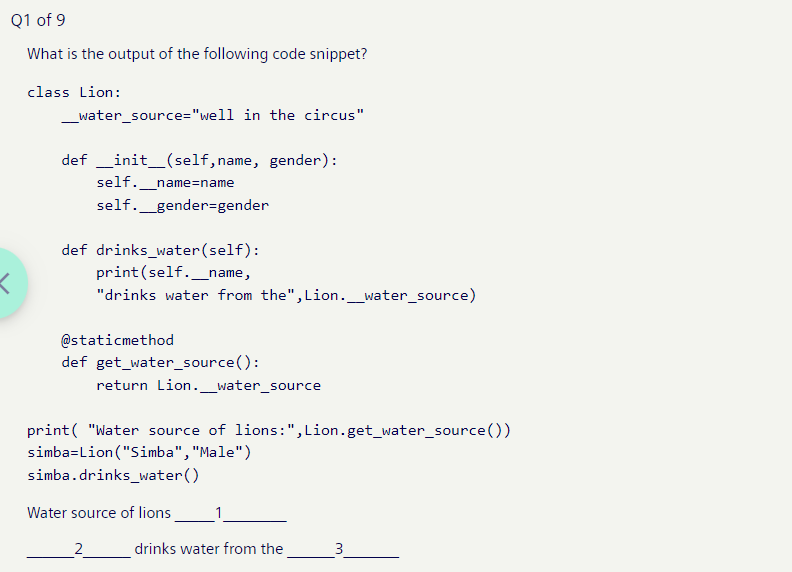 Q1 of 9
What is the output of the following code snippet?
class Lion:
    __water_source="well in the circus"
    def __init__(self,name, gender):
        self.__name=name
        self.__gender=gender
    def drinks_water(self):
        print(self.__name,
        "drinks water from the",Lion.__water_source)
    @staticmethod
    def get_water_source():
        return Lion.__water_source
print( "Water source of lions:",Lion.get_water_source())
simba=Lion("Simba","Male")
simba.drinks_water()
Water source of lions _____1________
______2______ drinks water from the ______3_______